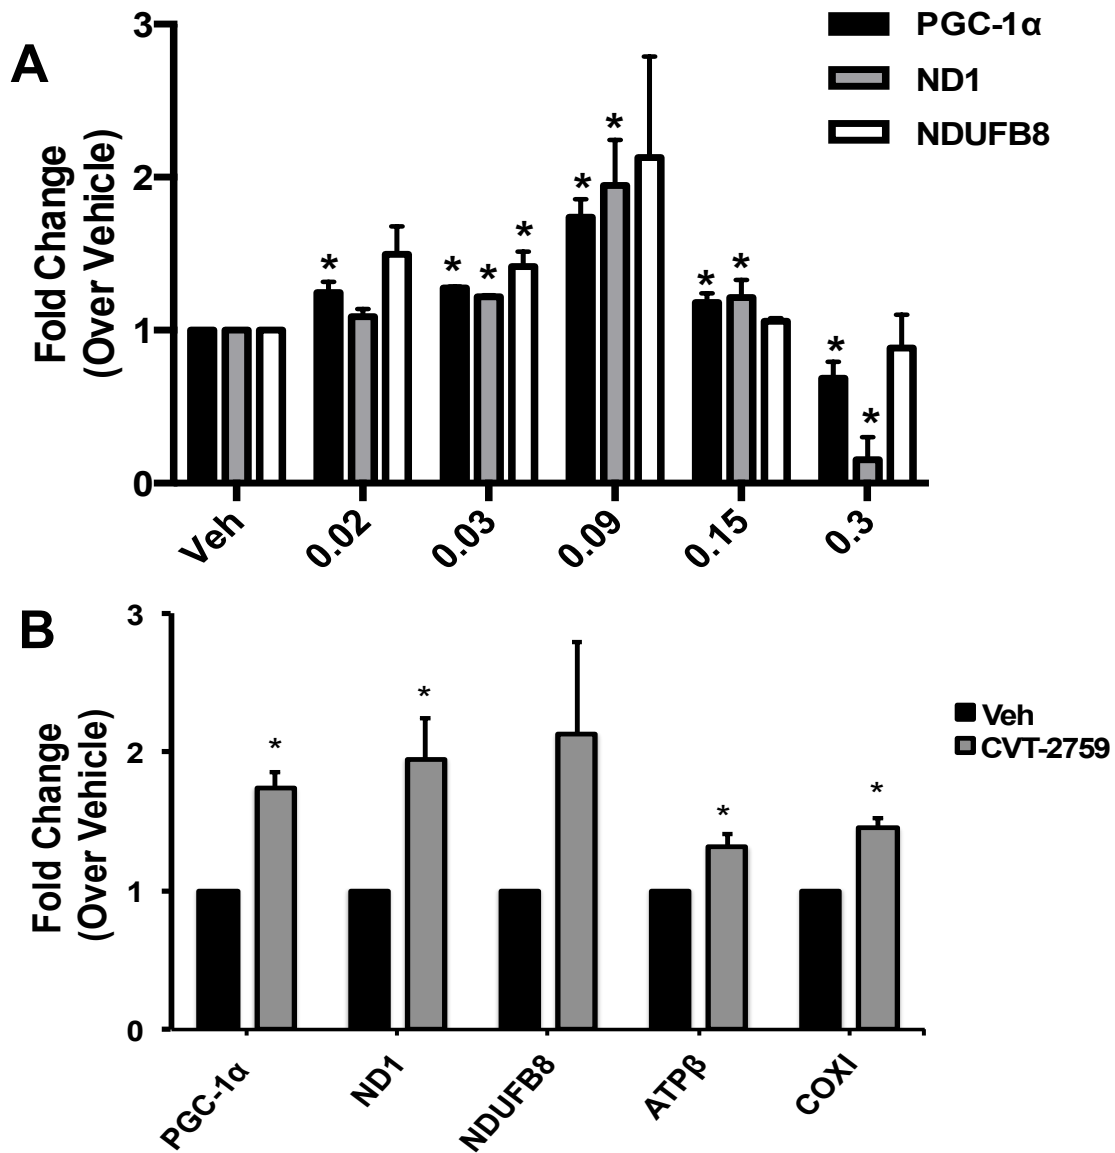 A
3
2
1
0
Fold Change
(Over Vehicle)
PGC-1α
ND1
NDUFB8
*
*
*
*
*
*
*
*
*
*
Veh
0.02
0.03
0.09
0.15
0.3
B
3
2
1
0
Fold Change
(Over Vehicle)
Veh
CVT-2759
*
*
*
*
PGC-1α
ND1
NDUFB8
ATPβ
COXI